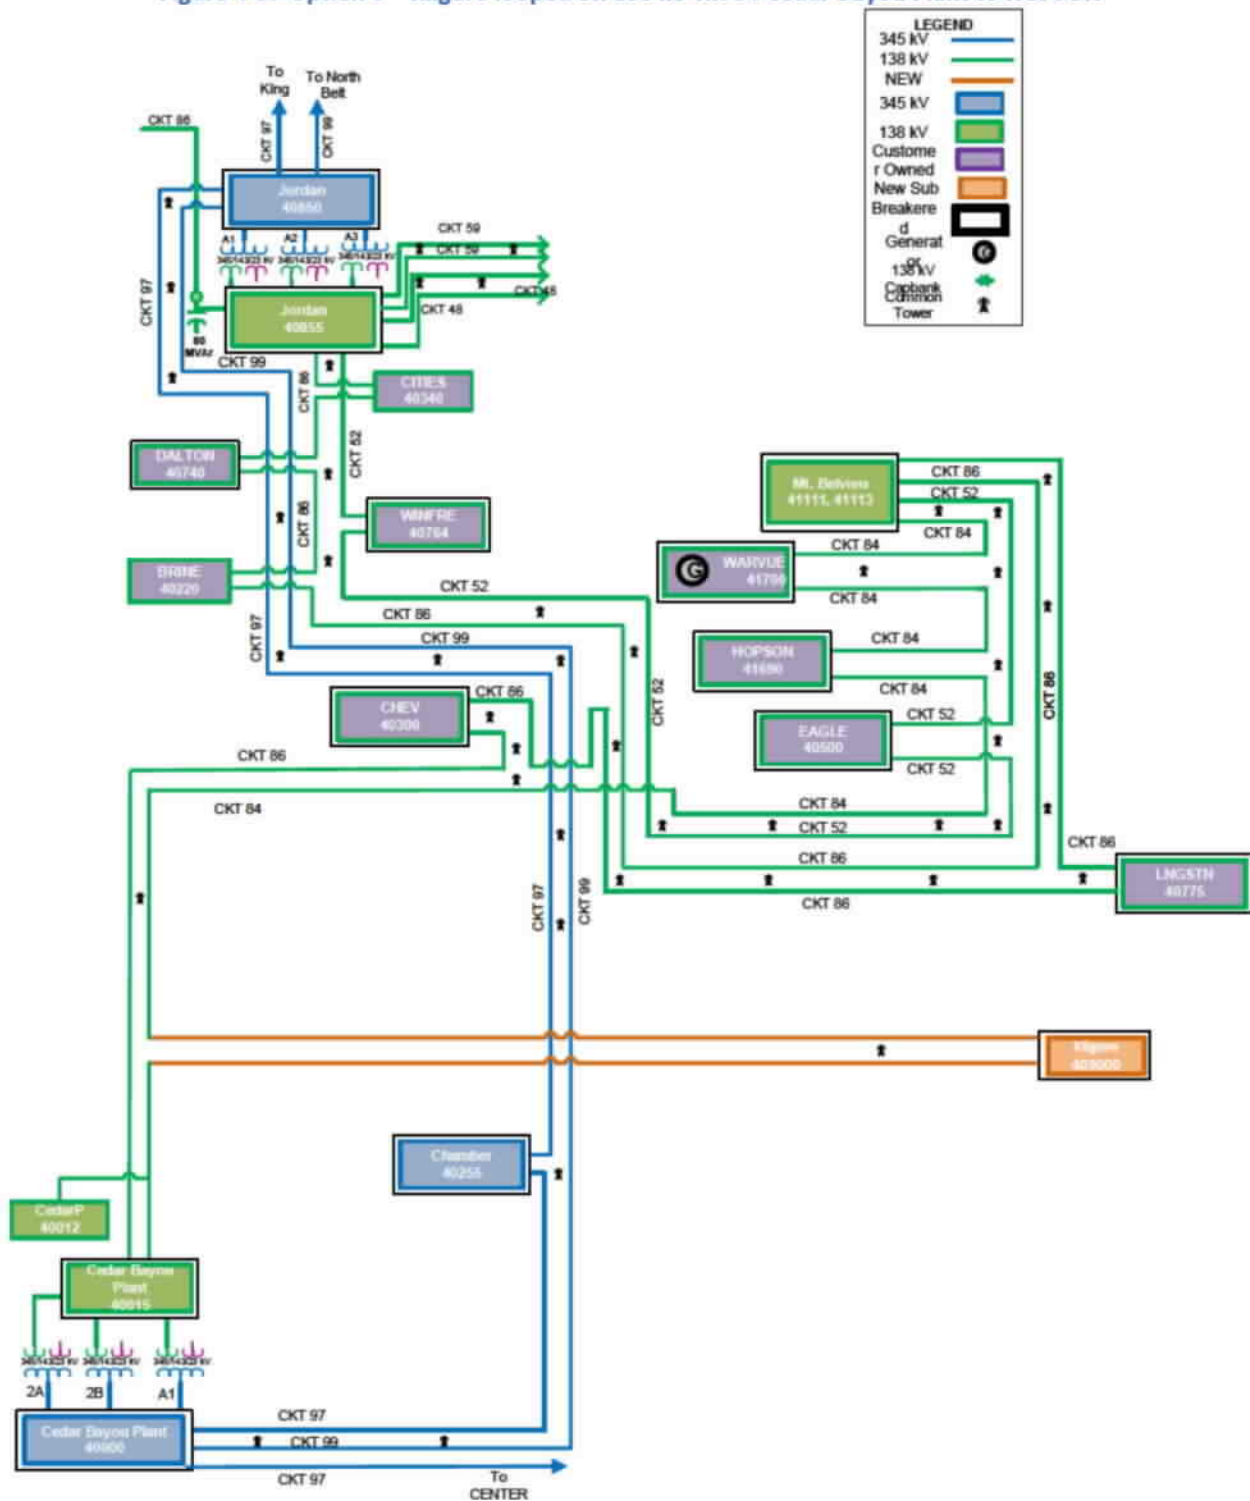 LEGEND
345 kV
138 kV
NEW
345 kV
138 kV
Custome
r Owned
New Sub
Breakere
d
Generat
or
138 kV
Capbank
Common
Tower
To
King
To North
Belt
CKT 86
CKT 97
CKT 99
Jordan
40850
A1
A2
A3
CKT 59
CKT 59
CKT 48
CKT 48
CKT 97
Jordan
40855
80
MVAr
CKT 99
CKT 86
CITIES
40340
CKT 52
DALTON
40740
CKT 86
WINFRE
40764
BRINE
40220
CKT 52
CKT 86
CKT 99
CKT 97
Mt. Belview
41111, 41113
CKT 86
CKT 52
CKT 84
CKT 84
G
WARVUE
41700
CKT 84
CKT 84
HOPSON
41690
CKT 84
CKT 52
EAGLE
40500
CKT 52
CKT 52
CKT 86
CHEV
40300
CKT 86
CKT 86
CKT 84
CKT 84
CKT 52
CKT 86
CKT 86
CKT 86
LNGSTN
40775
CKT 97
CKT 99
Chamber
40255
CedarP
40012
Cedar Bayou
Plant
40015
2A
2B
A1
Cedar Bayou Plant
40000
CKT 97
CKT 99
CKT 97
To
CENTER